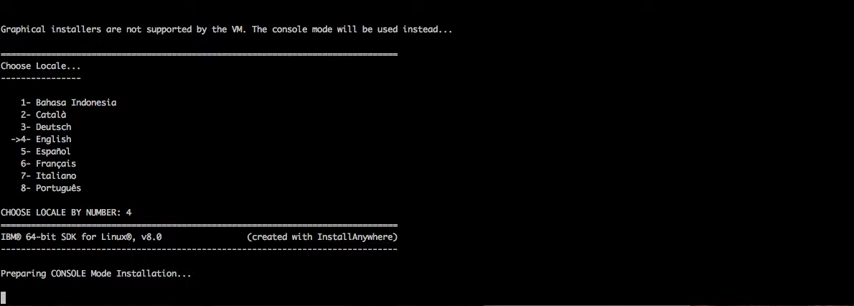 Graphical installers are not supported by the VM. The console mode will be used instead...
===============================================================================
Choose Locale...
----------------
1- Bahasa Indonesia
2- Català
3- Deutsch
->4- English
5- Español
6- Français
7- Italiano
8- Português
CHOOSE LOCALE BY NUMBER: 4
===============================================================================
IBM® 64-bit SDK for Linux®, v8.0 (created with InstallAnywhere)
-------------------------------------------------------------------------------
Preparing CONSOLE Mode Installation...